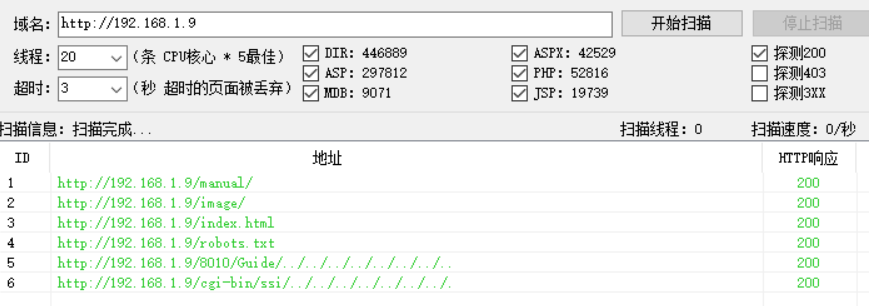 域名: http://192.168.1.9 开始扫描 停止扫描
线程: 20 (条 CPU核心 * 5最佳) DIR: 446889 ASPX: 42529 探测200
ASP: 297812 PHP: 52816 探测403
超时: 3 (秒 超时的页面被丢弃) MDB: 9071 JSP: 19739 探测3XX
扫描信息: 扫描完成... 扫描线程: 0 扫描速度: 0/秒
ID 地址 HTTP响应
1 http://192.168.1.9/manual/ 200
2 http://192.168.1.9/image/ 200
3 http://192.168.1.9/index.html 200
4 http://192.168.1.9/robots.txt 200
5 http://192.168.1.9/8010/Guide/../../../../../../../.. 200
6 http://192.168.1.9/cgi-bin/ssi/../../../../../../../. 200